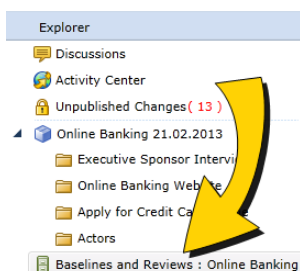 Explorer
Discussions
Activity Center
Unpublished Changes( 13 )
Online Banking 21.02.2013
Executive Sponsor
Online Banking
Apply for Credit
Actors
Baselines and Reviews : Online Banking